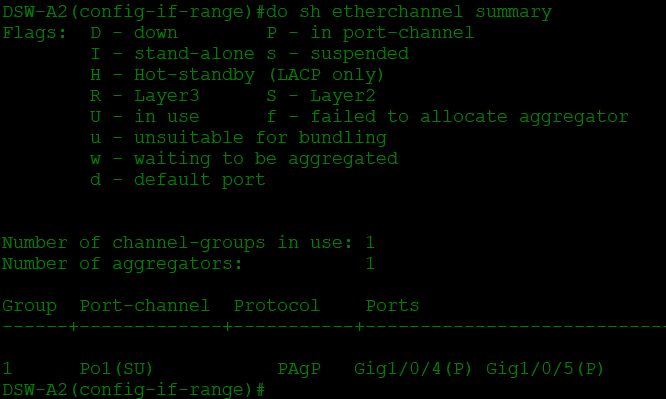 DSW-A2(config-if-range)#do sh etherchannel summary
Flags:  D - down        P - in port-channel
        I - stand-alone s - suspended
        H - Hot-standby (LACP only)
        R - Layer3      S - Layer2
        U - in use      f - failed to allocate aggregator
        u - unsuitable for bundling
        w - waiting to be aggregated
        d - default port
Number of channel-groups in use: 1
Number of aggregators:           1
Group  Port-channel  Protocol    Ports
------+-------------+-----------+---------------------------
1      Po1(SU)           PAgP   Gig1/0/4(P) Gig1/0/5(P)
DSW-A2(config-if-range)#